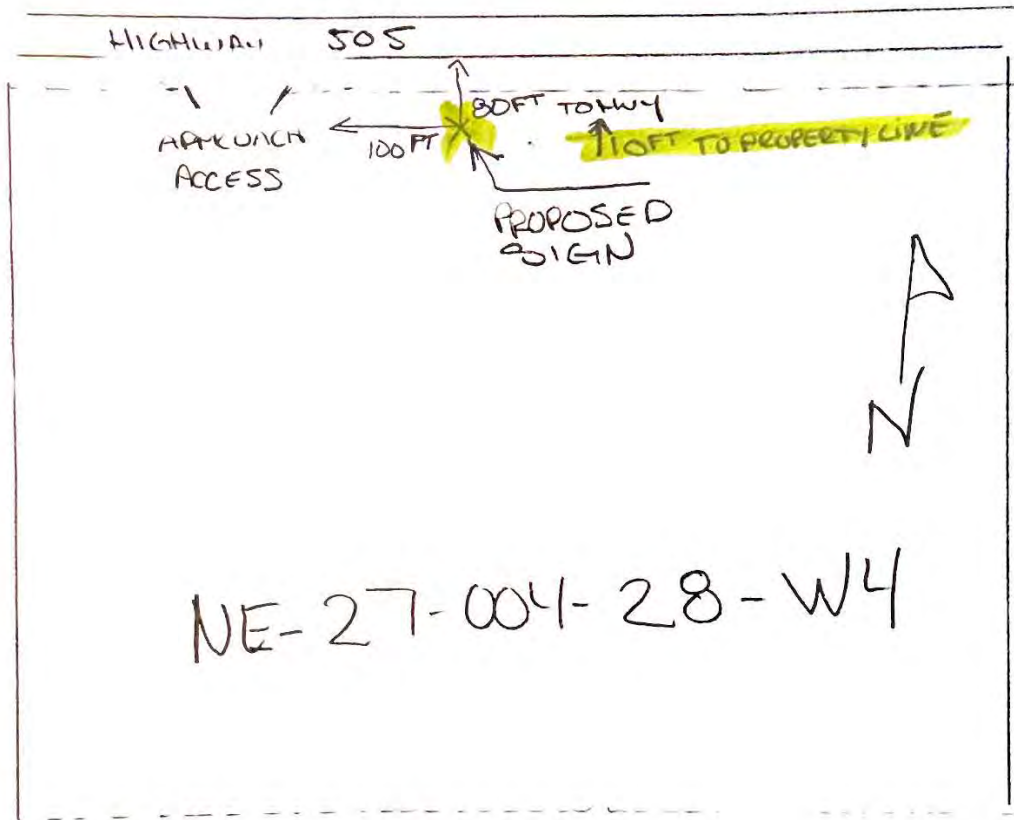 HIGHWAY 505
80FT TO HWY
10FT TO PROPERTY LINE
100 FT
APPROACH
ACCESS
PROPOSED
SIGN
N
NE-27-004-28-W4